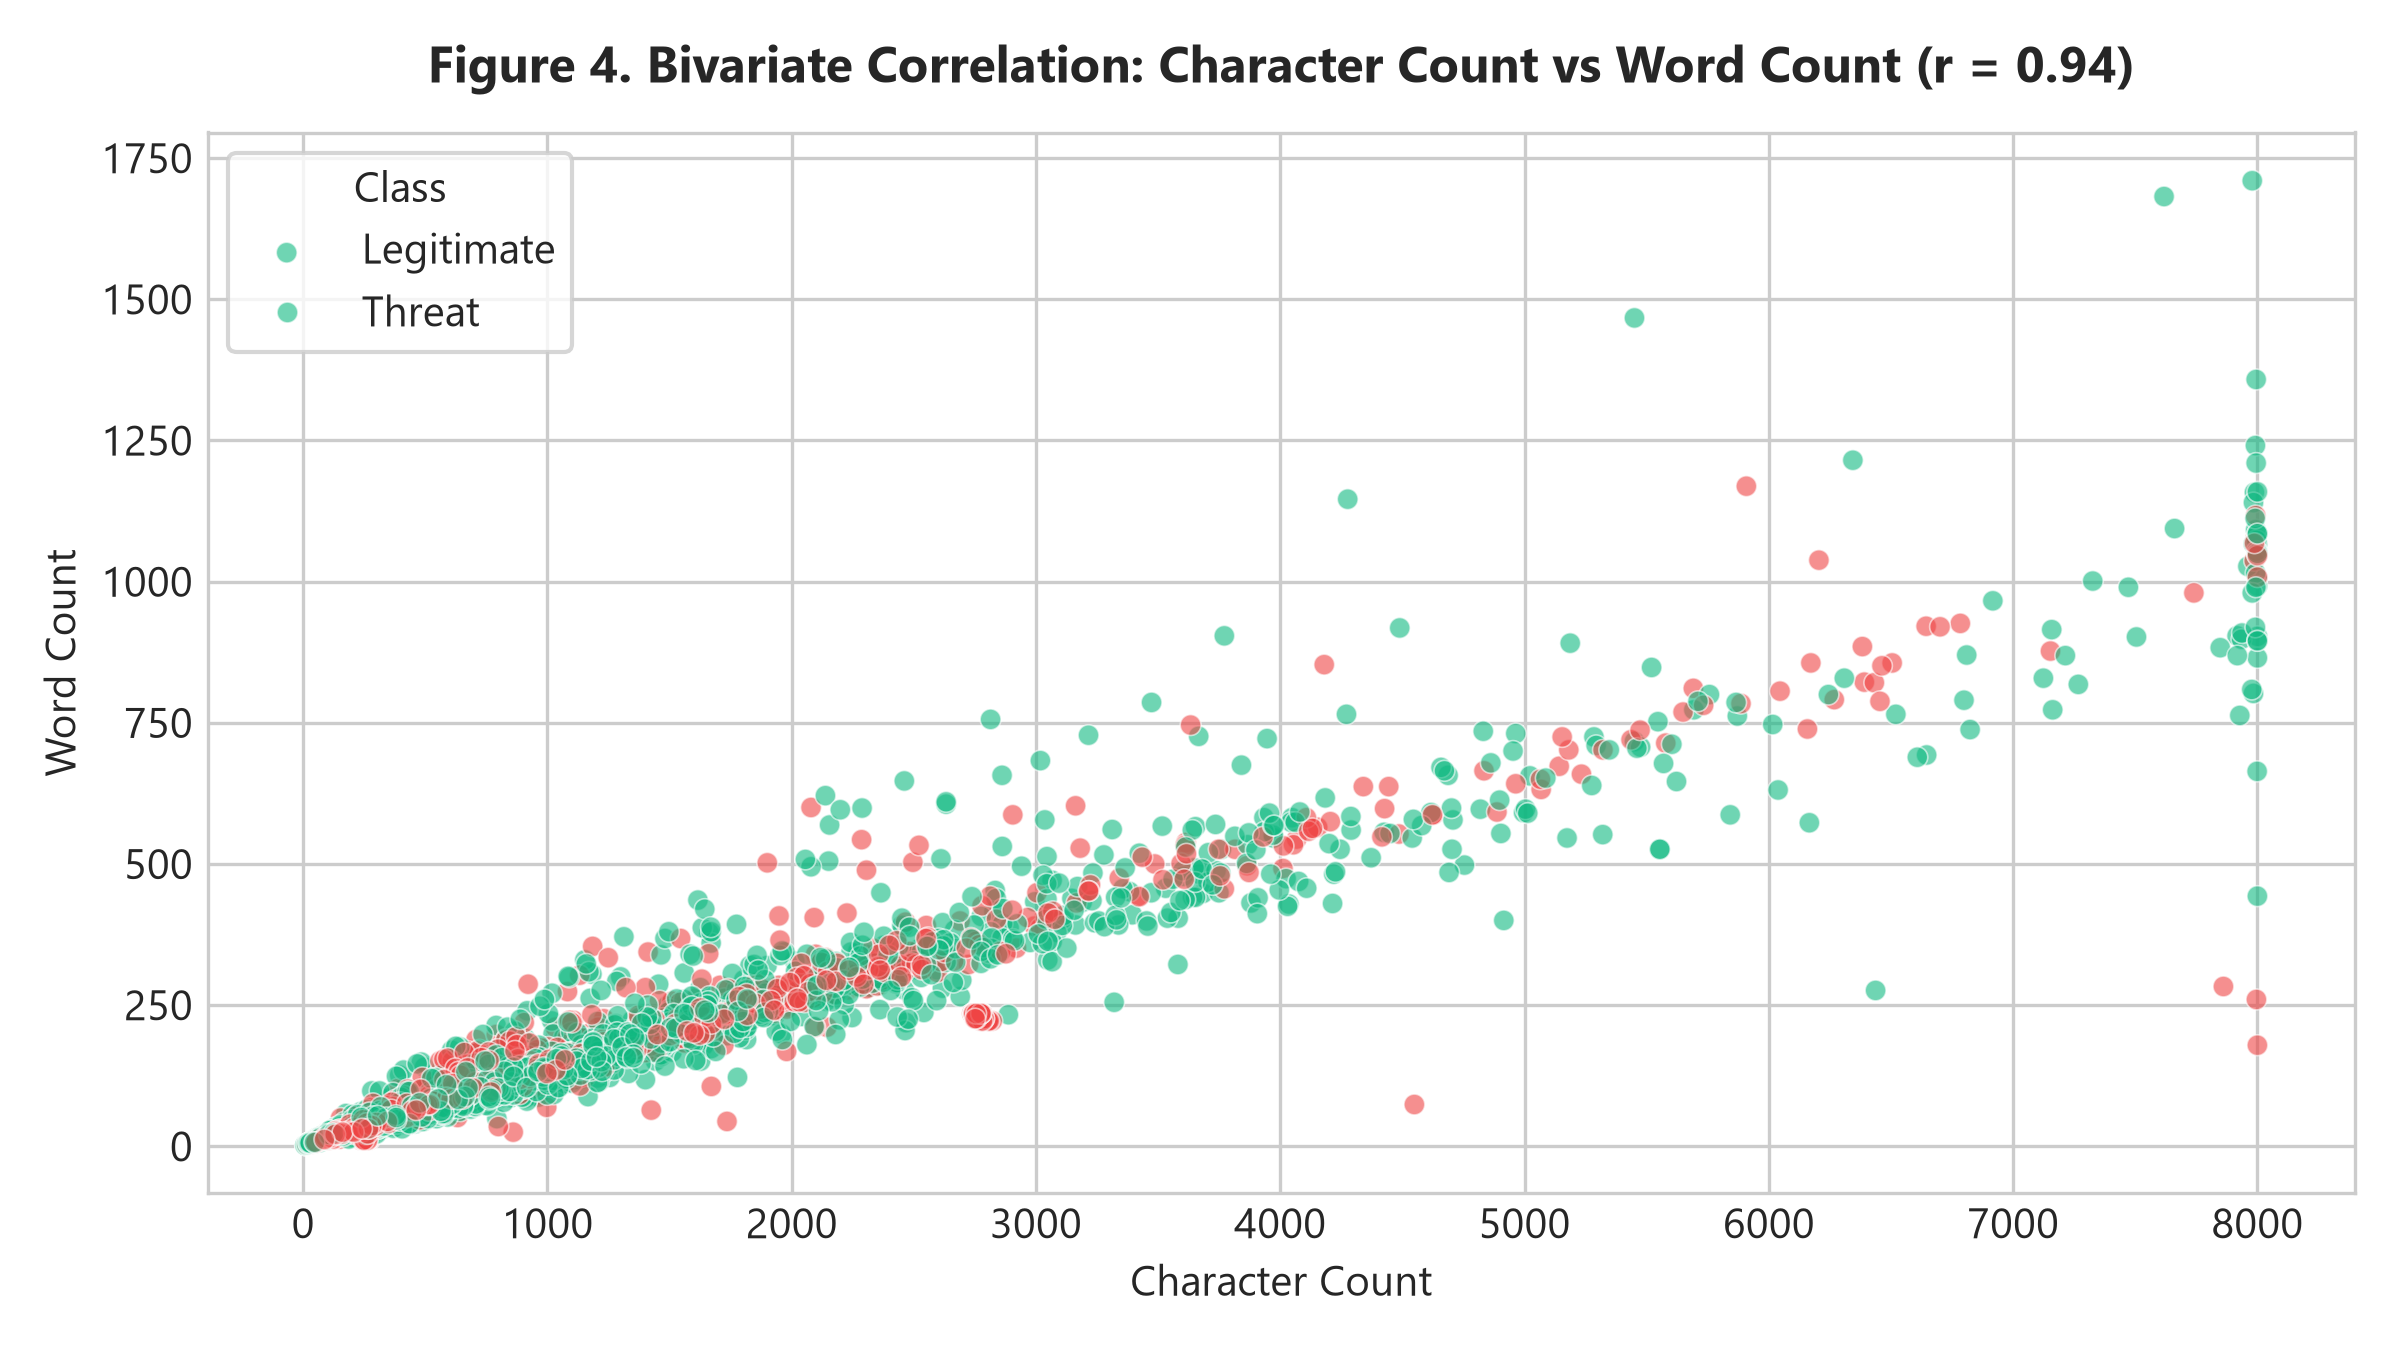 Figure 4. Bivariate Correlation: Character Count vs Word Count (r = 0.94)
Class
Legitimate
Threat
1750
1500
1250
1000
750
500
250
0
Word Count
0 1000 2000 3000 4000 5000 6000 7000 8000
Character Count